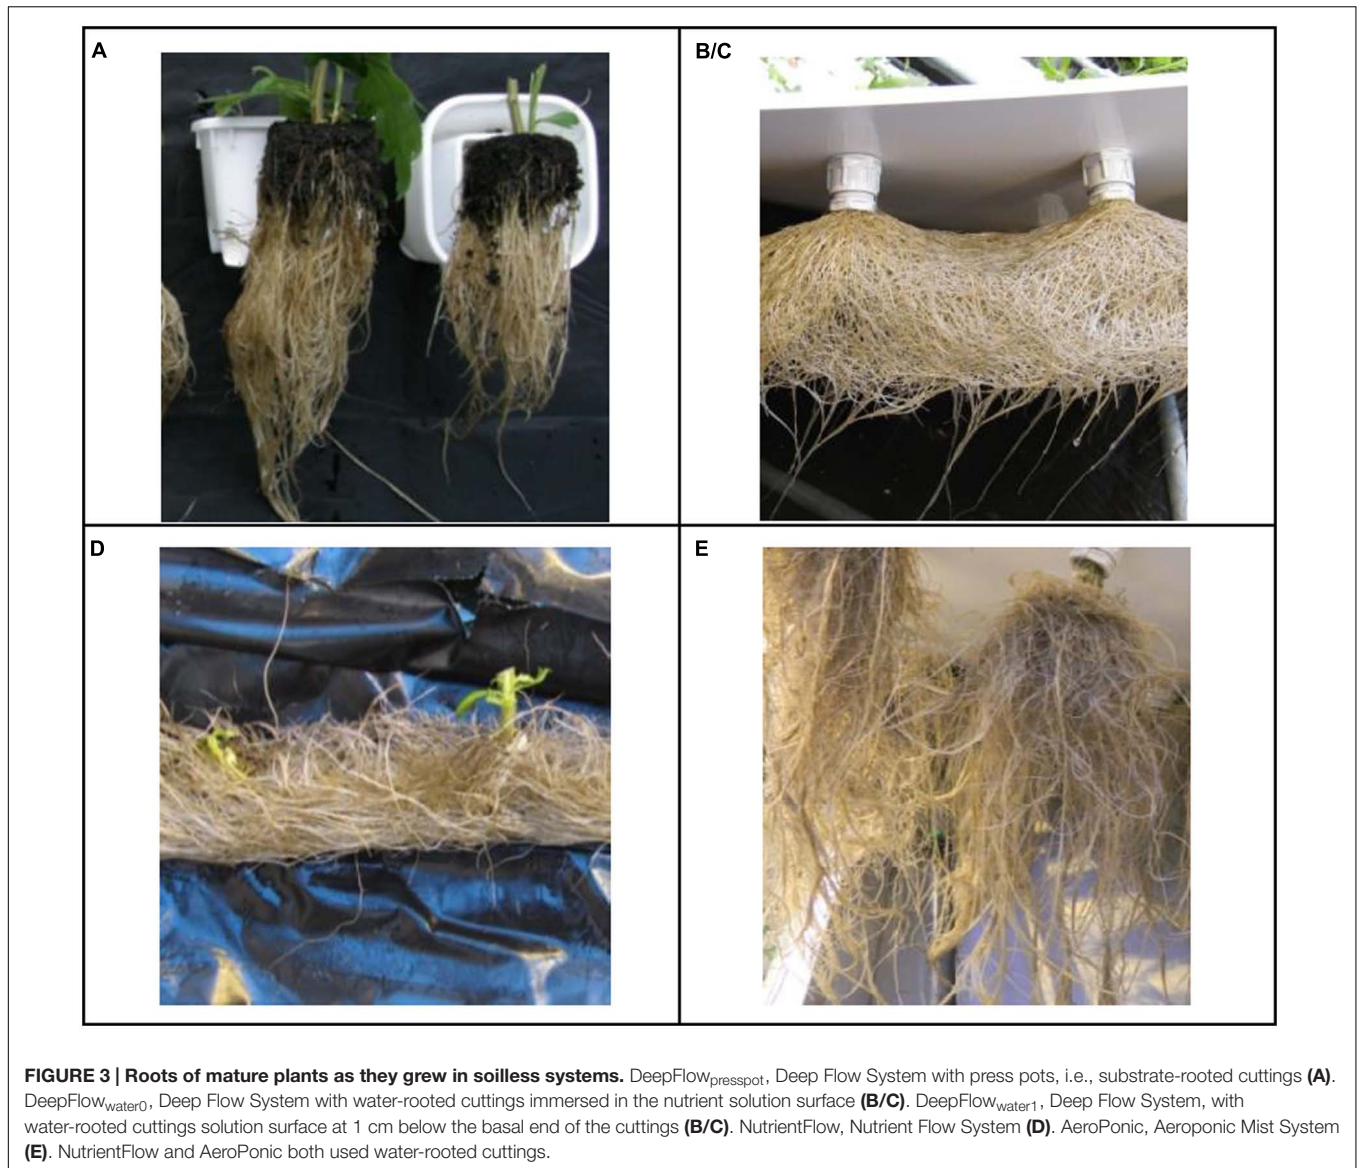 A
B/C
D
E
FIGURE 3 | Roots of mature plants as they grew in soilless systems. DeepFlowpresspot, Deep Flow System with press pots, i.e., substrate-rooted cuttings (A).
DeepFlowwater0, Deep Flow System with water-rooted cuttings immersed in the nutrient solution surface (B/C). DeepFlowwater1, Deep Flow System, with
water-rooted cuttings solution surface at 1 cm below the basal end of the cuttings (B/C). NutrientFlow, Nutrient Flow System (D). AeroPonic, Aeroponic Mist System
(E). NutrientFlow and AeroPonic both used water-rooted cuttings.